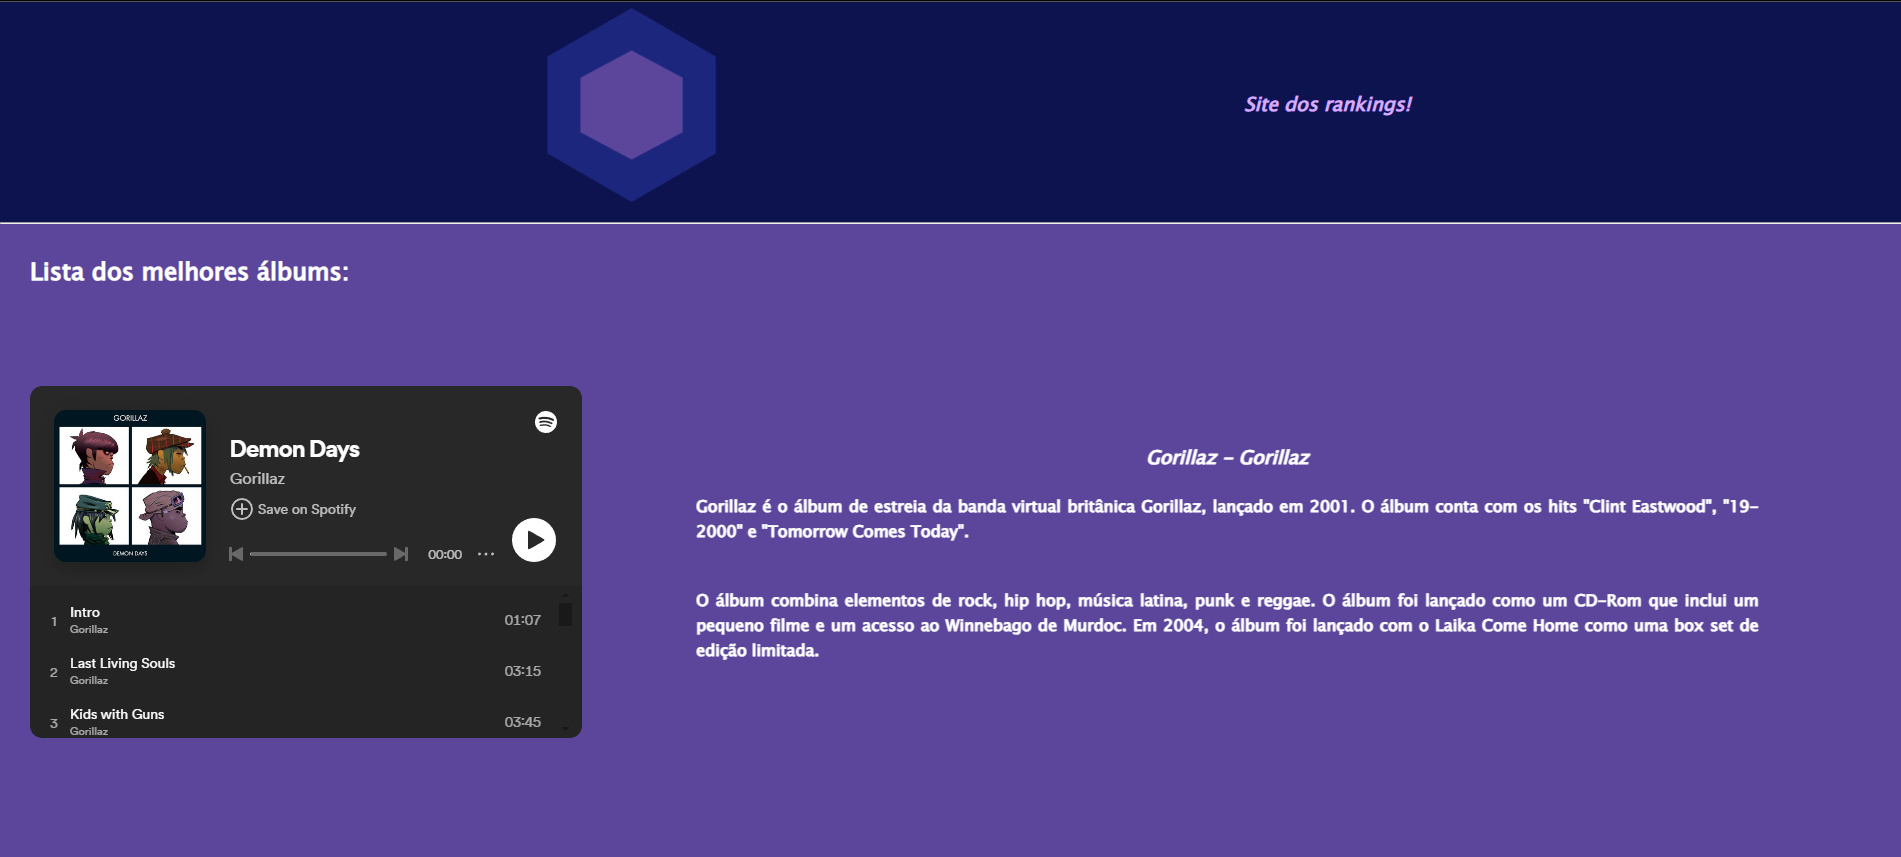 Site dos rankings!
Lista dos melhores álbums:
GORILLAZ
DEMON DAYS
Demon Days
Gorillaz
Save on Spotify
00:00
1 Intro 01:07
Gorillaz
2 Last Living Souls 03:15
Gorillaz
3 Kids with Guns 03:45
Gorillaz
Gorillaz - Gorillaz
Gorillaz é o álbum de estreia da banda virtual britânica Gorillaz, lançado em 2001. O álbum conta com os hits "Clint Eastwood", "19-
2000" e "Tomorrow Comes Today".
O álbum combina elementos de rock, hip hop, música latina, punk e reggae. O álbum foi lançado como um CD-Rom que inclui um
pequeno filme e um acesso ao Winnebago de Murdoc. Em 2004, o álbum foi lançado com o Laika Come Home como uma box set de
edição limitada.